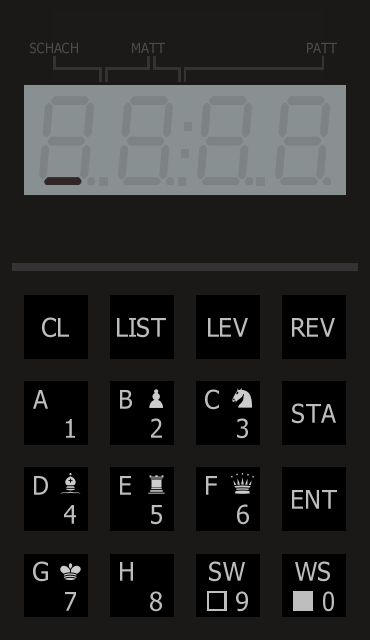 SCHACH MATT PATT
CL LIST LEV REV
A B C STA
1 2 3
D E F ENT
4 5 6
G H SW WS
7 8 9 0